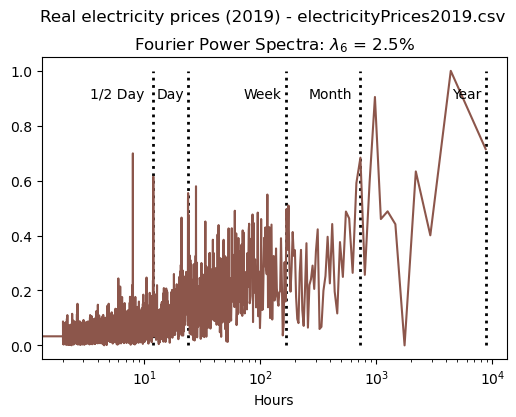 Real electricity prices (2019) - electricityPrices2019.csv
Fourier Power Spectra: λ₆ = 2.5%
1.0
1/2 Day Day Week Month Year
0.8
0.6
0.4
0.2
0.0
10¹ 10² 10³ 10⁴
Hours